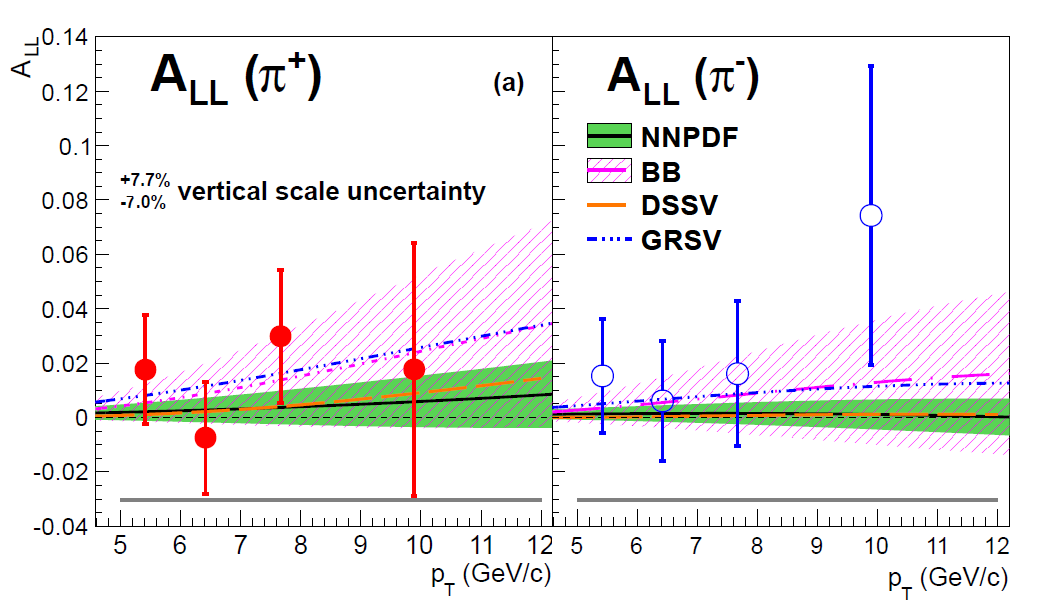 A_LL
0.14
0.12
0.1
0.08
0.06
0.04
0.02
0
-0.02
-0.04
A_LL (π⁺)
(a)
+7.7%
-7.0% vertical scale uncertainty
5 6 7 8 9 10 11 12
p_T (GeV/c)
A_LL (π⁻)
NNPDF
BB
DSSV
GRSV
5 6 7 8 9 10 11 12
p_T (GeV/c)